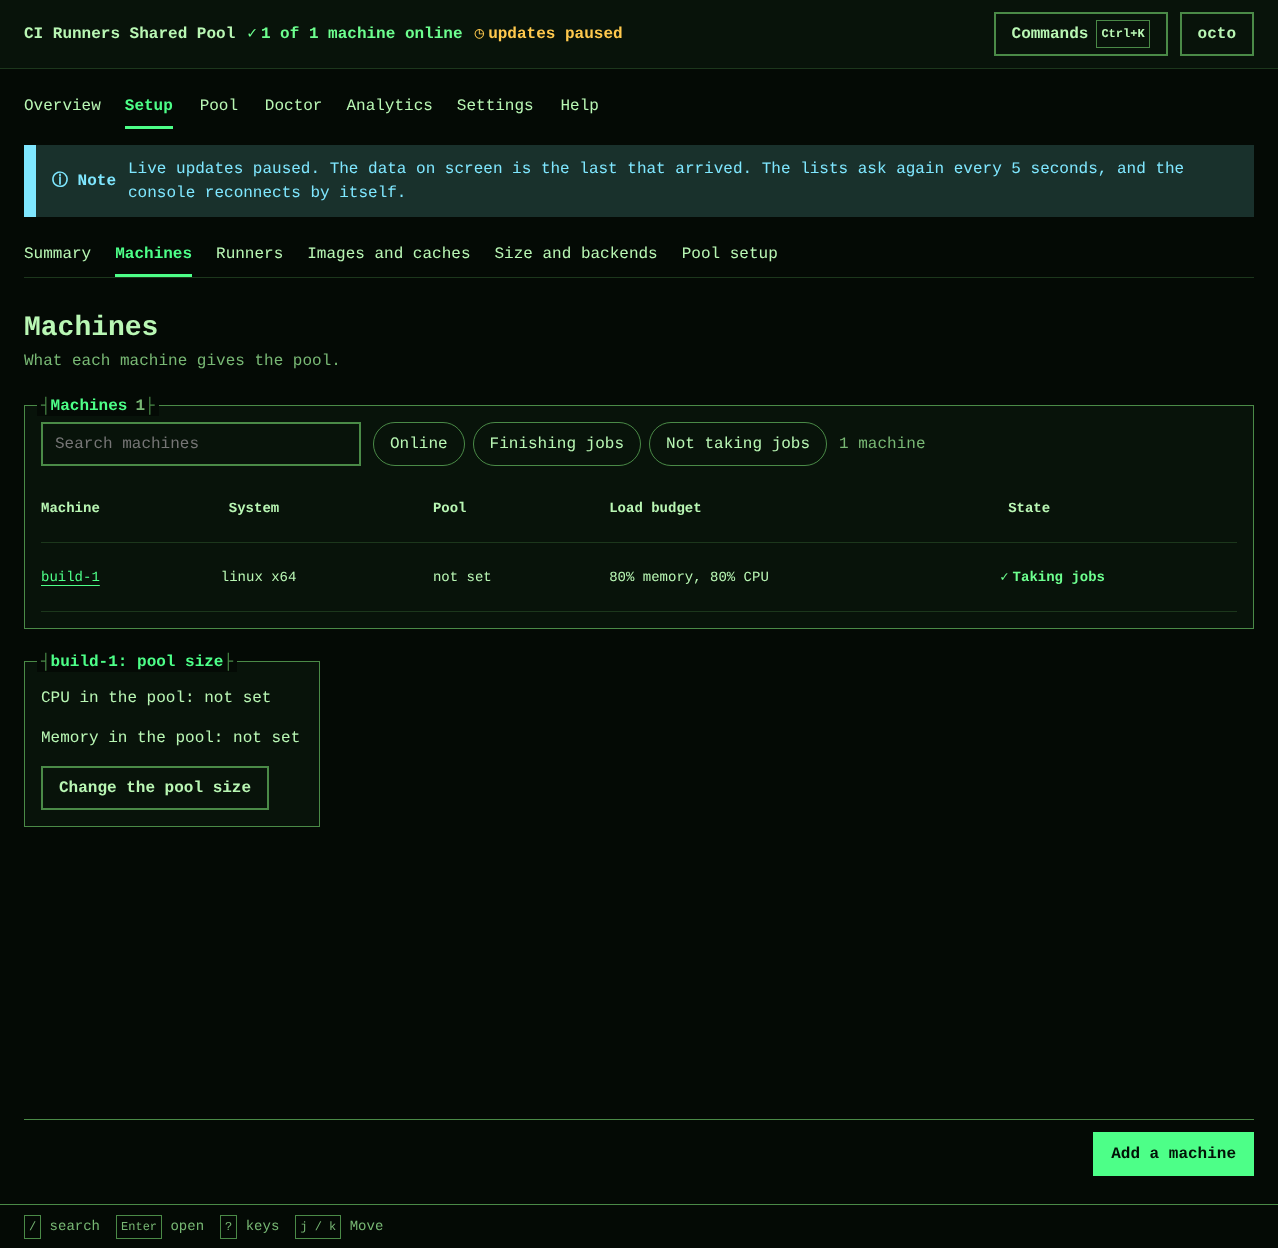 CI Runners Shared Pool ✓ 1 of 1 machine online ◷ updates paused Commands Ctrl+K octo
Overview Setup Pool Doctor Analytics Settings Help
ⓘ Note Live updates paused. The data on screen is the last that arrived. The lists ask again every 5 seconds, and the
console reconnects by itself.
Summary Machines Runners Images and caches Size and backends Pool setup
Machines
What each machine gives the pool.
┤Machines 1├
Search machines Online Finishing jobs Not taking jobs 1 machine
Machine System Pool Load budget State
build-1 linux x64 not set 80% memory, 80% CPU ✓ Taking jobs
┤build-1: pool size├
CPU in the pool: not set
Memory in the pool: not set
Change the pool size
Add a machine
/ search Enter open ? keys j / k Move